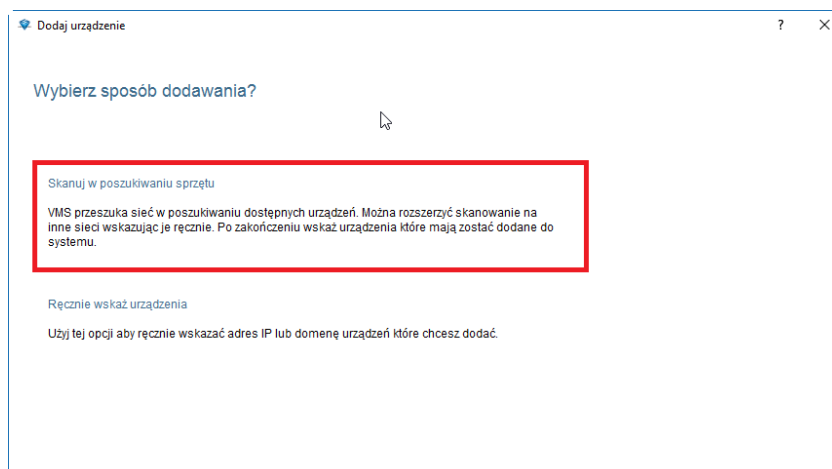 Dodaj urządzenie
Wybierz sposób dodawania?
Skanuj w poszukiwaniu sprzętu
VMS przeszuka sieć w poszukiwaniu dostępnych urządzeń. Można rozszerzyć skanowanie na
inne sieci wskazując je ręcznie. Po zakończeniu wskaż urządzenia które mają zostać dodane do
systemu.
Ręcznie wskaż urządzenia
Użyj tej opcji aby ręcznie wskazać adres IP lub domenę urządzeń które chcesz dodać.